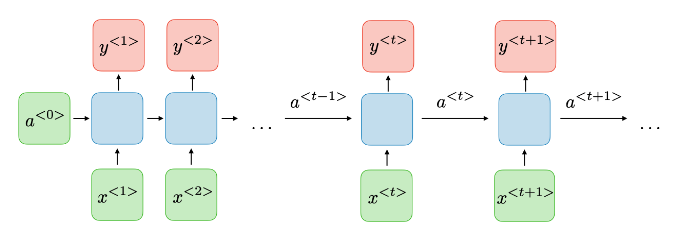 y^{<1>} y^{<2>} y^{<t>} y^{<t+1>}
a^{<0>} ... a^{<t-1>} a^{<t>} a^{<t+1>} ...
x^{<1>} x^{<2>} x^{<t>} x^{<t+1>}